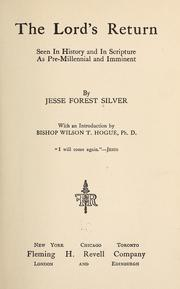 The Lord's Return
Seen In History and In Scripture
As Pre-Millennial and Imminent
By
JESSE FOREST SILVER
With an Introduction by
BISHOP WILSON T. HOGUE, Ph. D.
"I will come again."—JESUS
NEW YORK CHICAGO TORONTO
Fleming H. Revell Company
LONDON AND EDINBURGH